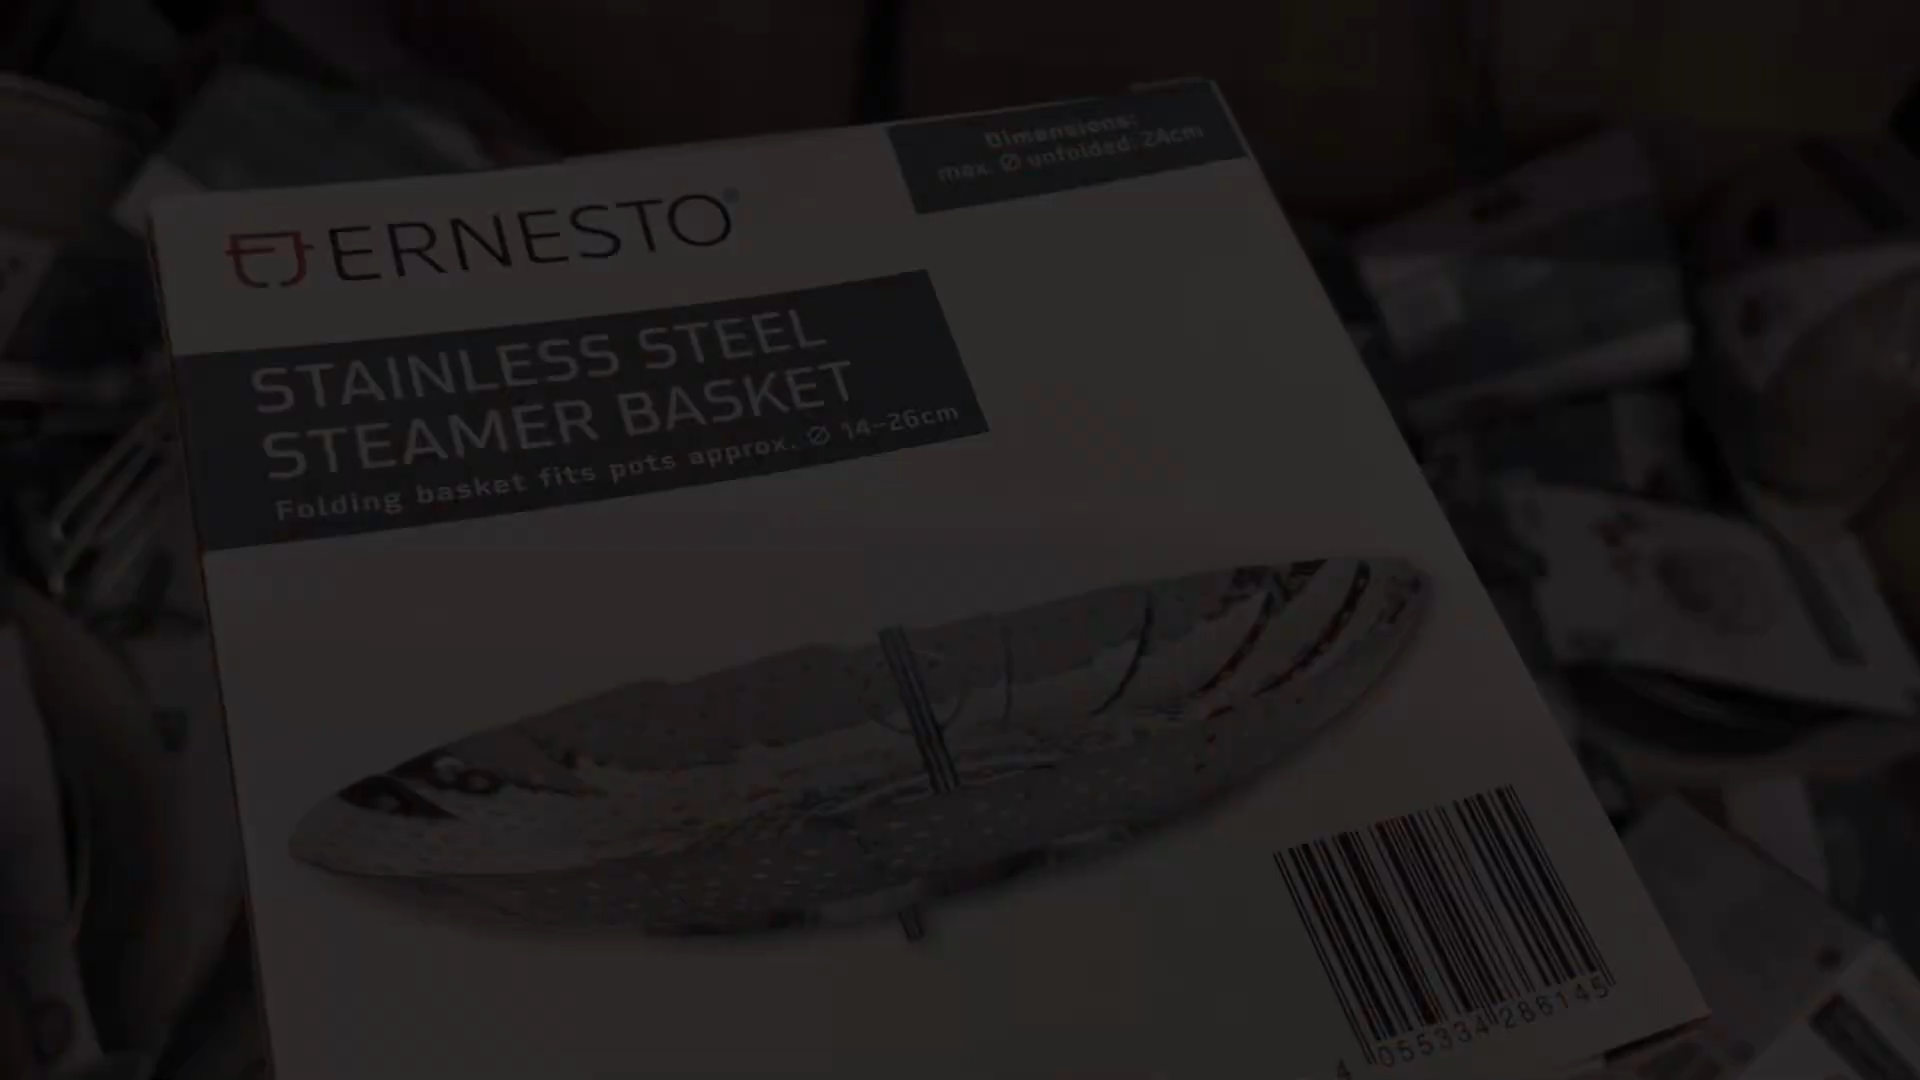 ERNESTO®
Dimensions:
max. Ø unfolded: 24cm
STAINLESS STEEL
STEAMER BASKET
Folding basket fits pots approx. Ø 14-26cm
4 055334 286145